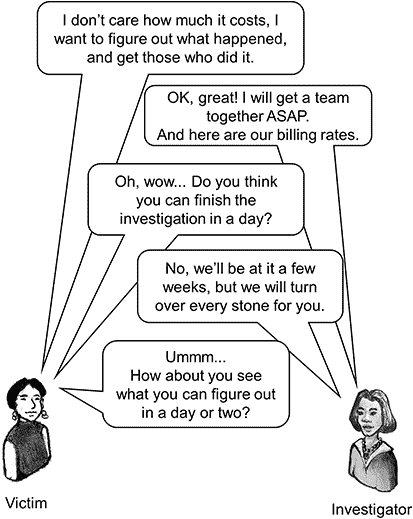 I don't care how much it costs, I
want to figure out what happened,
and get those who did it.
OK, great! I will get a team
together ASAP.
And here are our billing rates.
Oh, wow... Do you think
you can finish the
investigation in a day?
No, we'll be at it a few
weeks, but we will turn
over every stone for you.
Ummm...
How about you see
what you can figure out
in a day or two?
Victim
Investigator